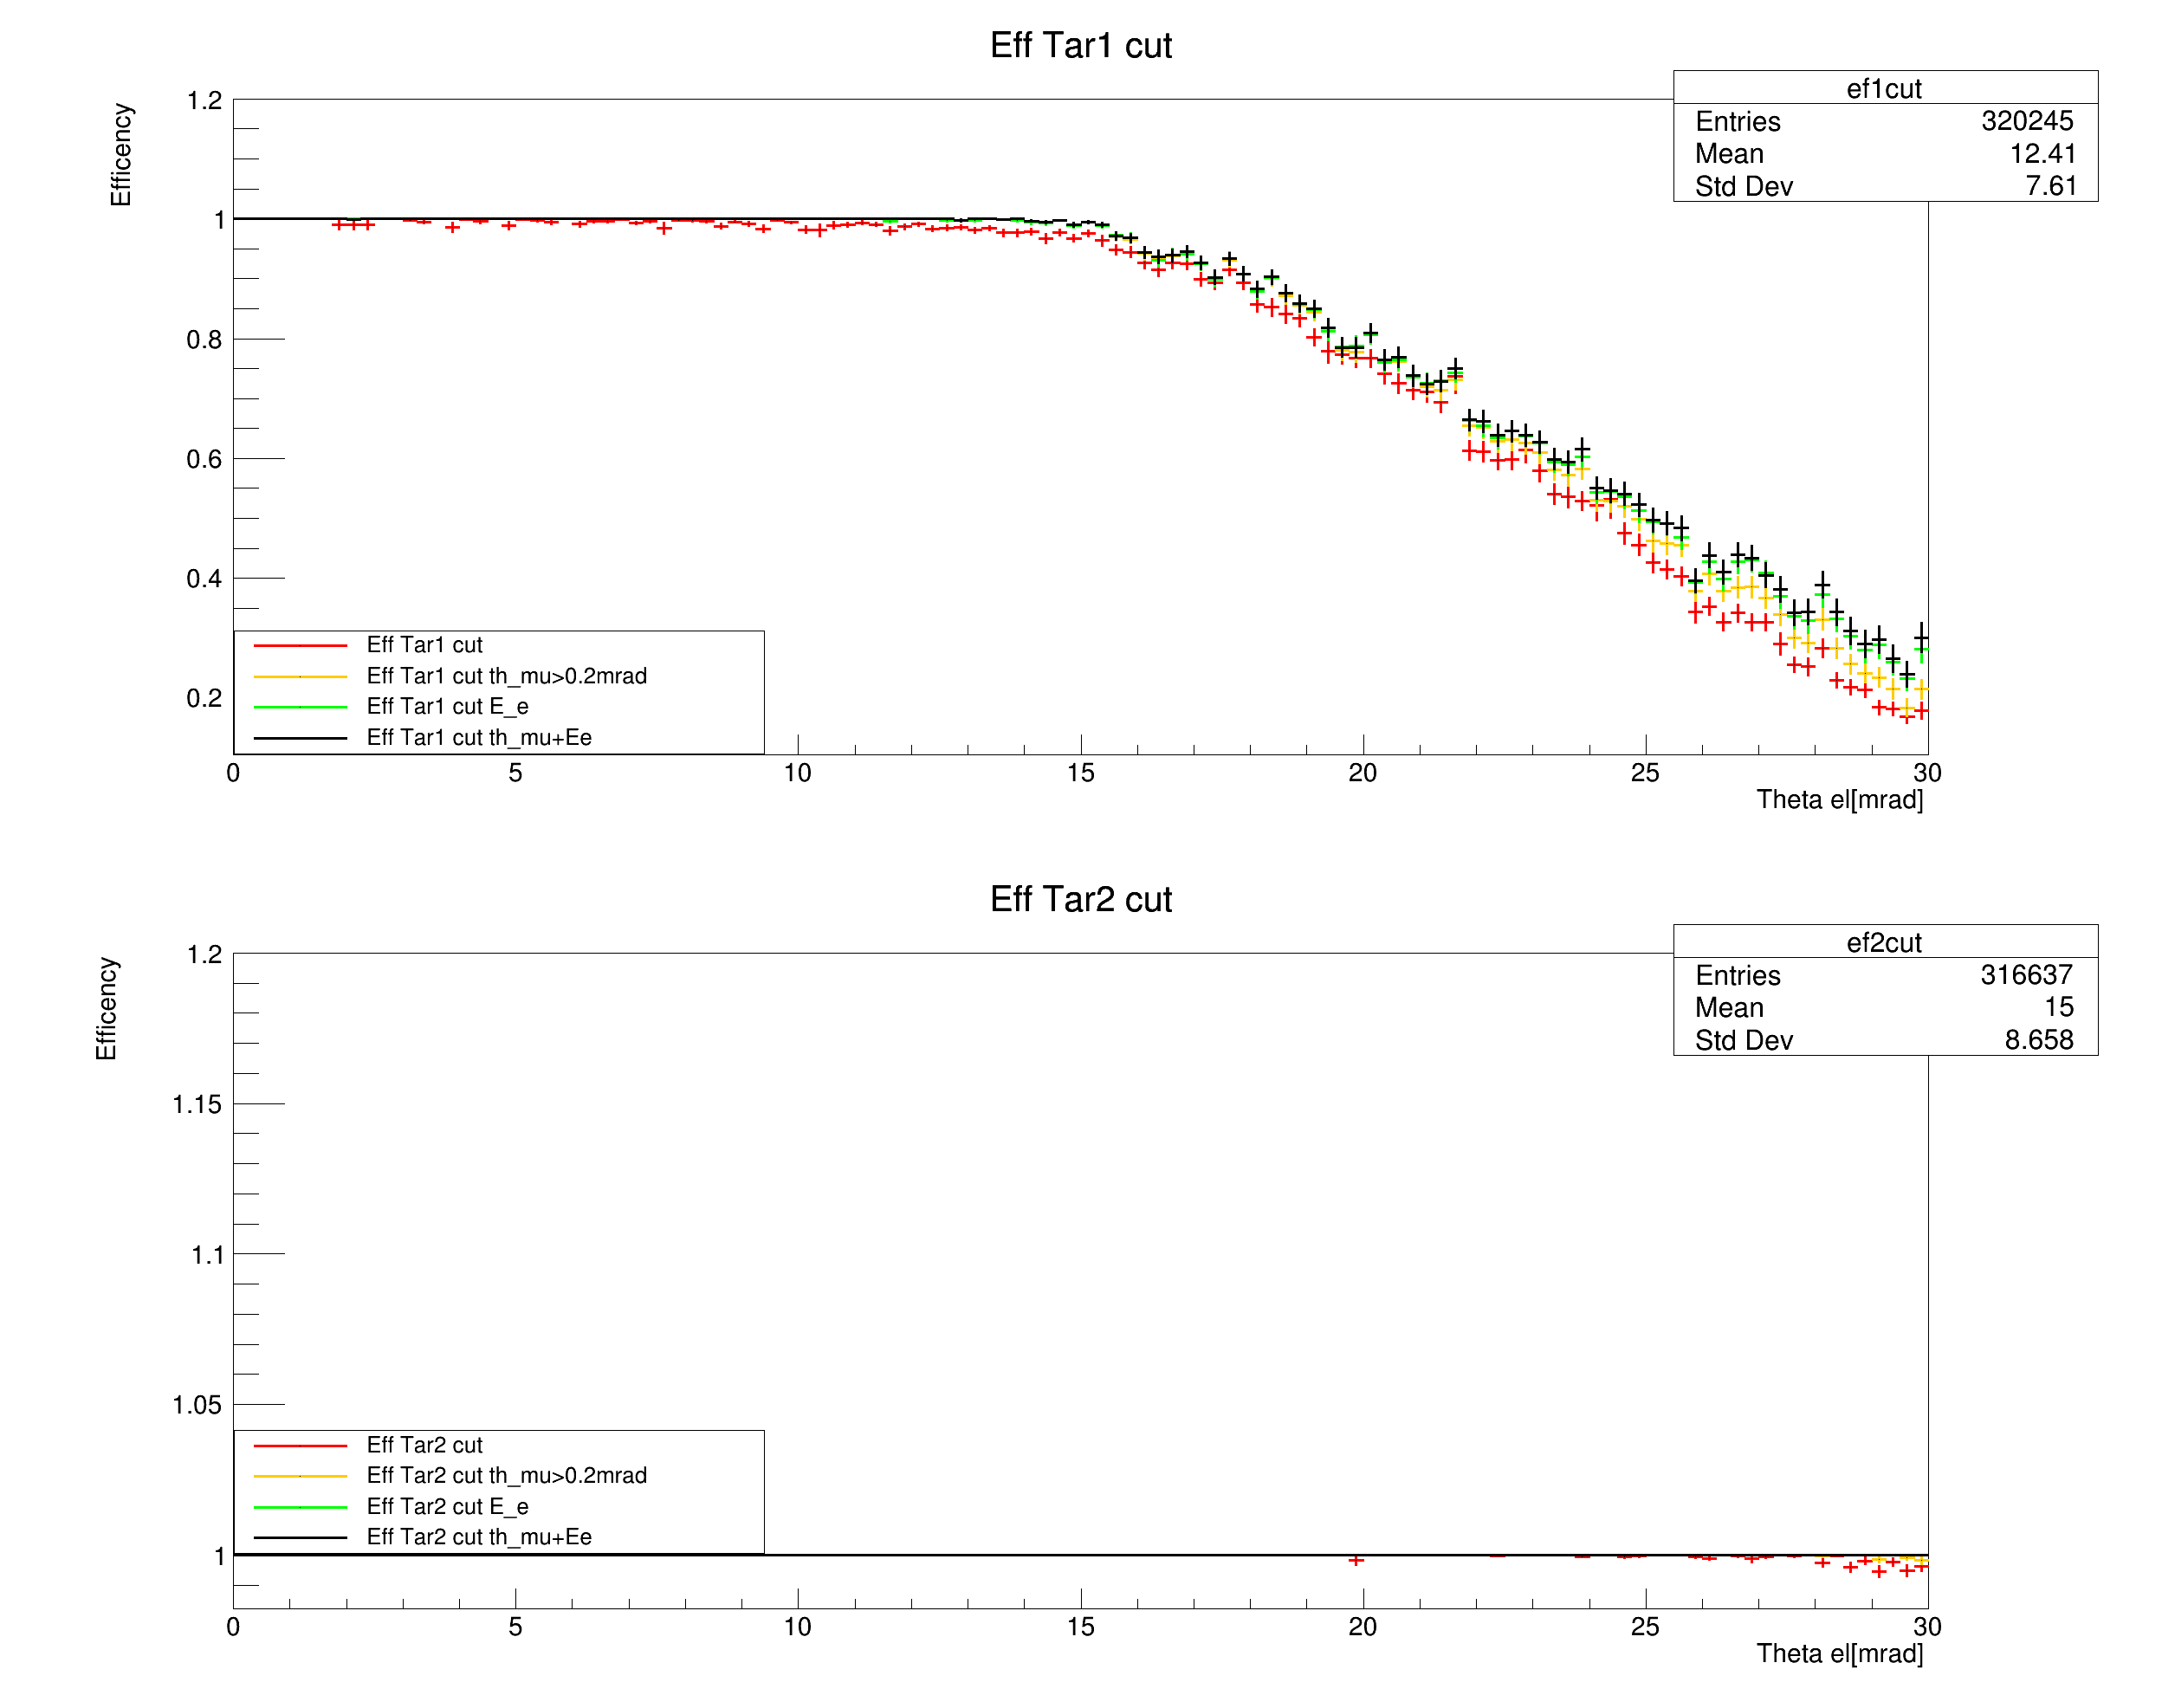 Eff Tar1 cut
ef1cut
Entries 320245
Mean 12.41
Std Dev 7.61
Efficency
1.2
1
0.8
0.6
0.4
0.2
Eff Tar1 cut
Eff Tar1 cut th_mu>0.2mrad
Eff Tar1 cut E_e
Eff Tar1 cut th_mu+Ee
0 5 10 15 20 25 30
Theta el[mrad]
Eff Tar2 cut
ef2cut
Entries 316637
Mean 15
Std Dev 8.658
Efficency
1.2
1.15
1.1
1.05
1
Eff Tar2 cut
Eff Tar2 cut th_mu>0.2mrad
Eff Tar2 cut E_e
Eff Tar2 cut th_mu+Ee
0 5 10 15 20 25 30
Theta el[mrad]